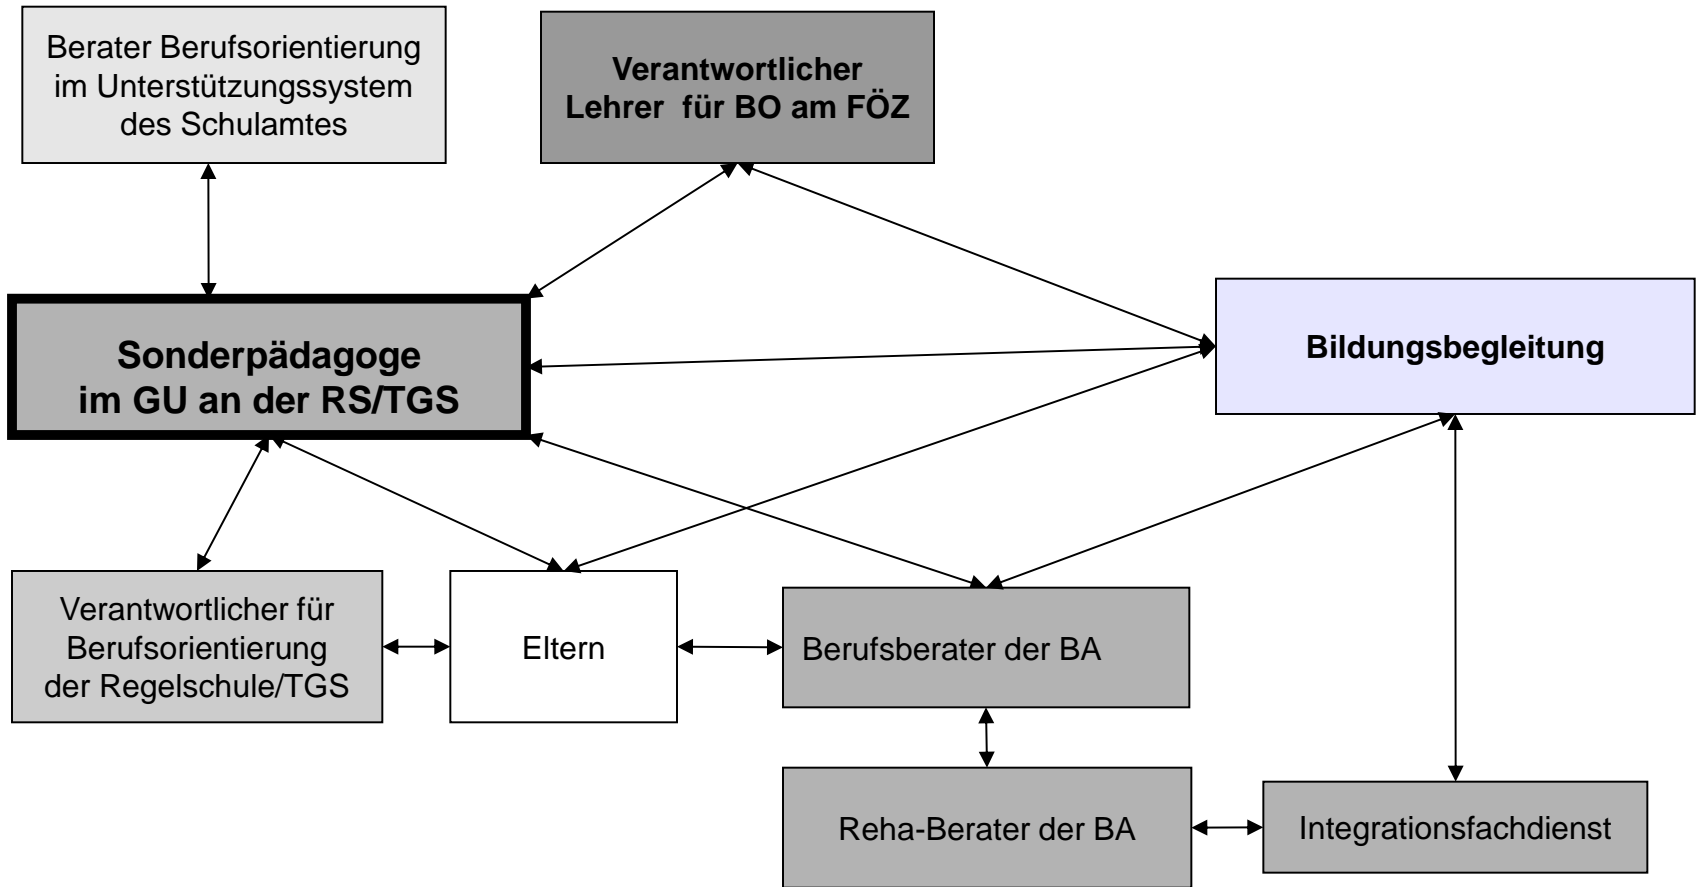 Berater Berufsorientierung
im Unterstützungssystem
des Schulamtes
Verantwortlicher
Lehrer für BO am FÖZ
Sonderpädagoge
im GU an der RS/TGS
Bildungsbegleitung
Verantwortlicher für
Berufsorientierung
der Regelschule/TGS
Eltern
Berufsberater der BA
Reha-Berater der BA
Integrationsfachdienst